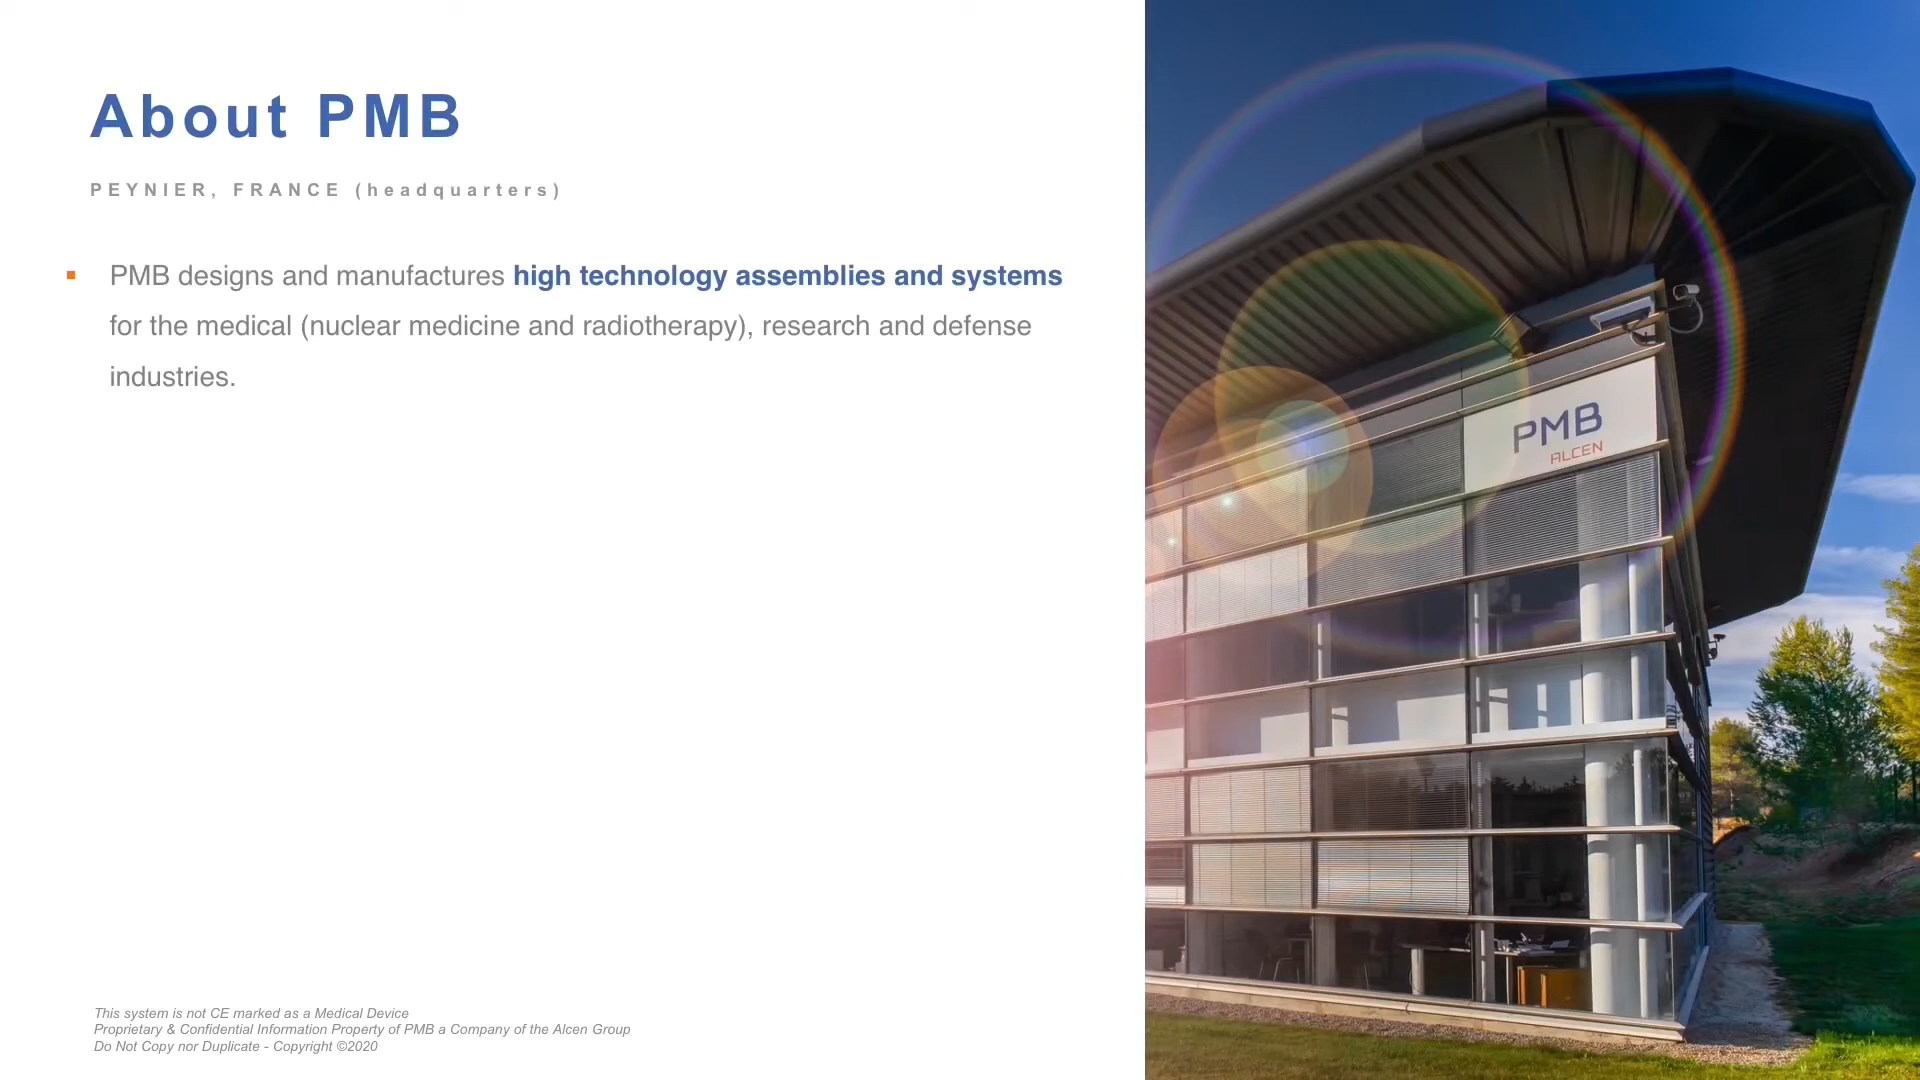 About PMB
PEYNIER, FRANCE (headquarters)
▪ PMB designs and manufactures high technology assemblies and systems
for the medical (nuclear medicine and radiotherapy), research and defense
industries.
PMB
ALCEN
This system is not CE marked as a Medical Device
Proprietary & Confidential Information Property of PMB a Company of the Alcen Group
Do Not Copy nor Duplicate - Copyright ©2020